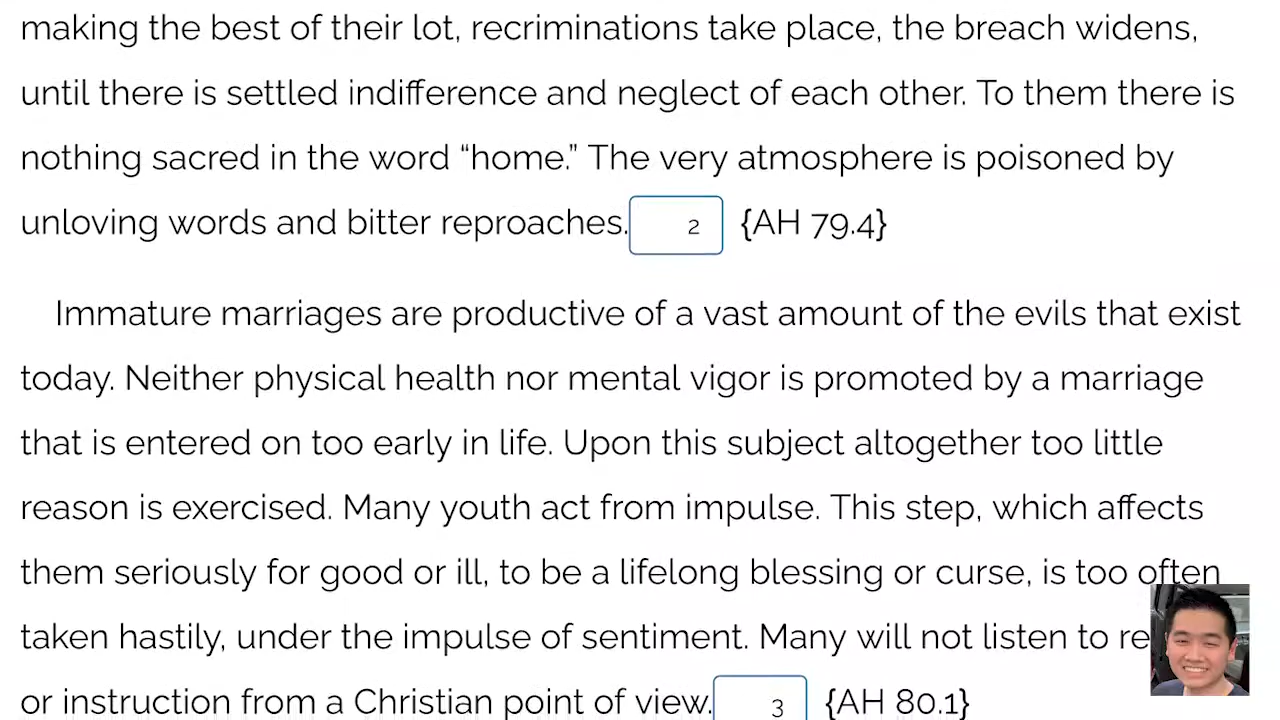 making the best of their lot, recriminations take place, the breach widens,
until there is settled indifference and neglect of each other. To them there is
nothing sacred in the word “home.” The very atmosphere is poisoned by
unloving words and bitter reproaches. 2 {AH 79.4}
Immature marriages are productive of a vast amount of the evils that exist
today. Neither physical health nor mental vigor is promoted by a marriage
that is entered on too early in life. Upon this subject altogether too little
reason is exercised. Many youth act from impulse. This step, which affects
them seriously for good or ill, to be a lifelong blessing or curse, is too often
taken hastily, under the impulse of sentiment. Many will not listen to
or instruction from a Christian point of view. 3 {AH 80.1}